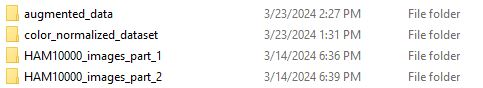 augmented_data 3/23/2024 2:27 PM File folder
color_normalized_dataset 3/23/2024 1:31 PM File folder
HAM10000_images_part_1 3/14/2024 6:36 PM File folder
HAM10000_images_part_2 3/14/2024 6:39 PM File folder